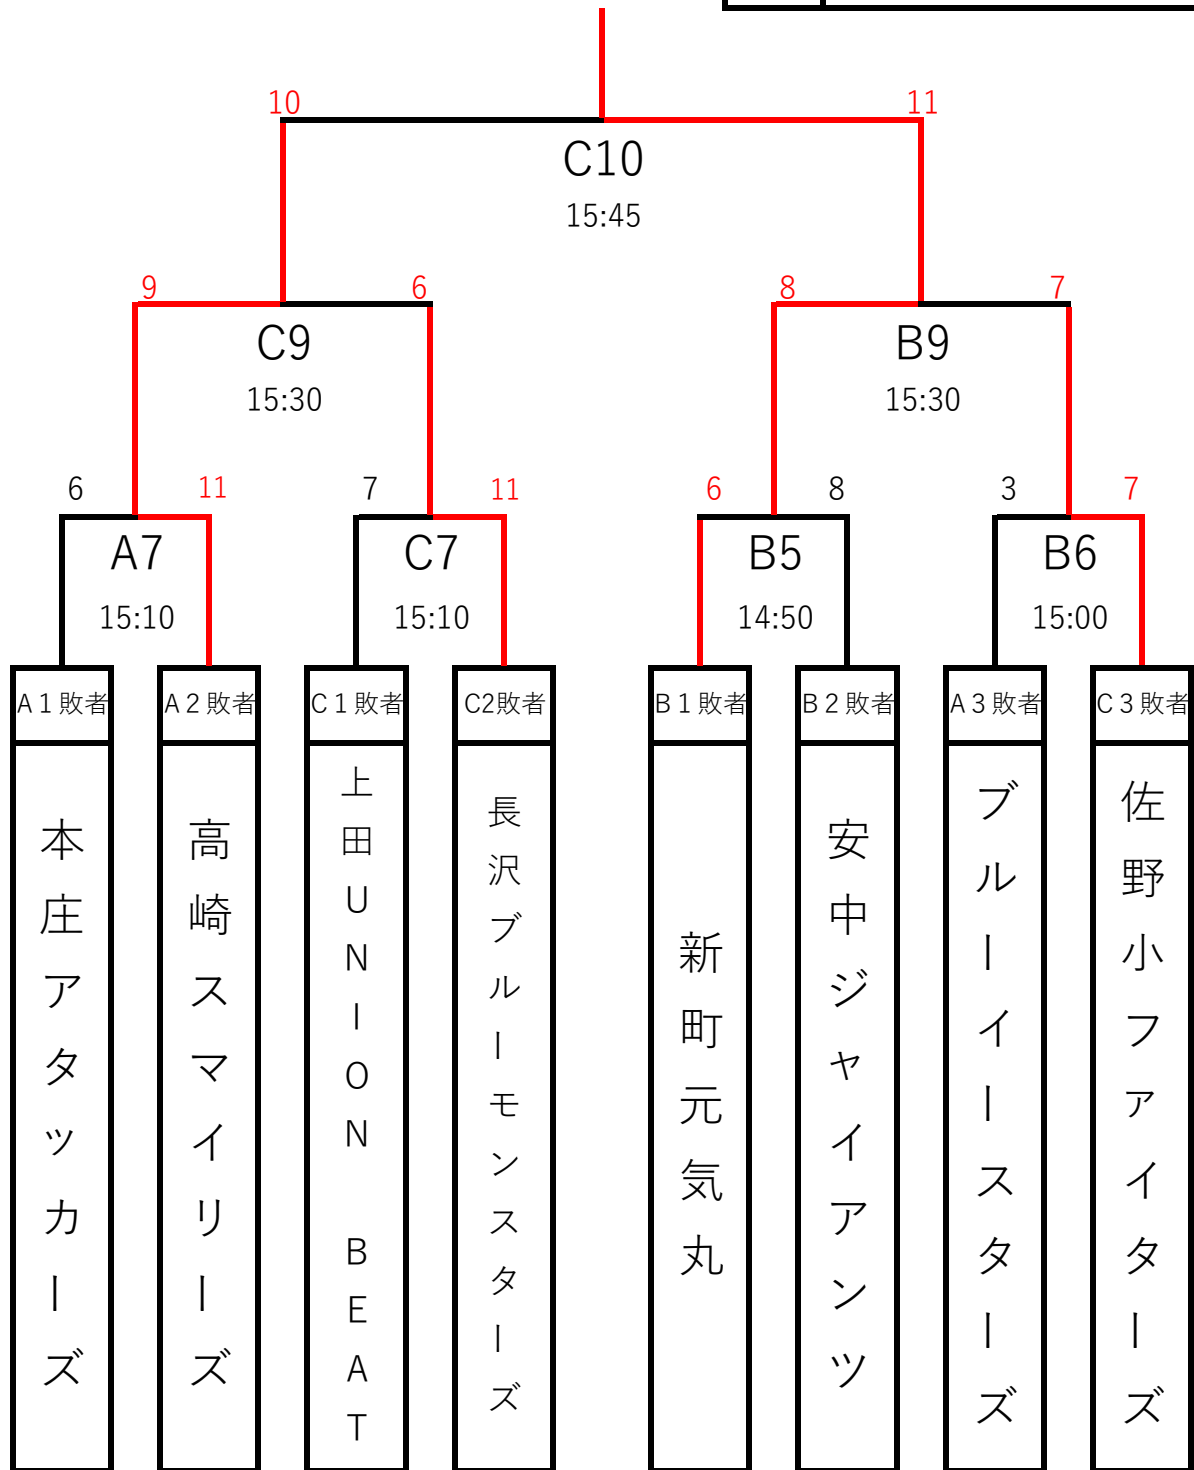 10 11
C10
15:45
9 6 8 7
C9 B9
15:30 15:30
6 11 7 11 6 8 3 7
A7 C7 B5 B6
15:10 15:10 14:50 15:00
A１敗者 A２敗者 C１敗者 C2敗者 B１敗者 B２敗者 A３敗者 C３敗者
本庄アタッカーズ
高崎スマイリーズ
上田UNION BEAT
長沢ブルーモンスターズ
新町元気丸
安中ジャイアンツ
ブルーイースターズ
佐野小ファイターズ